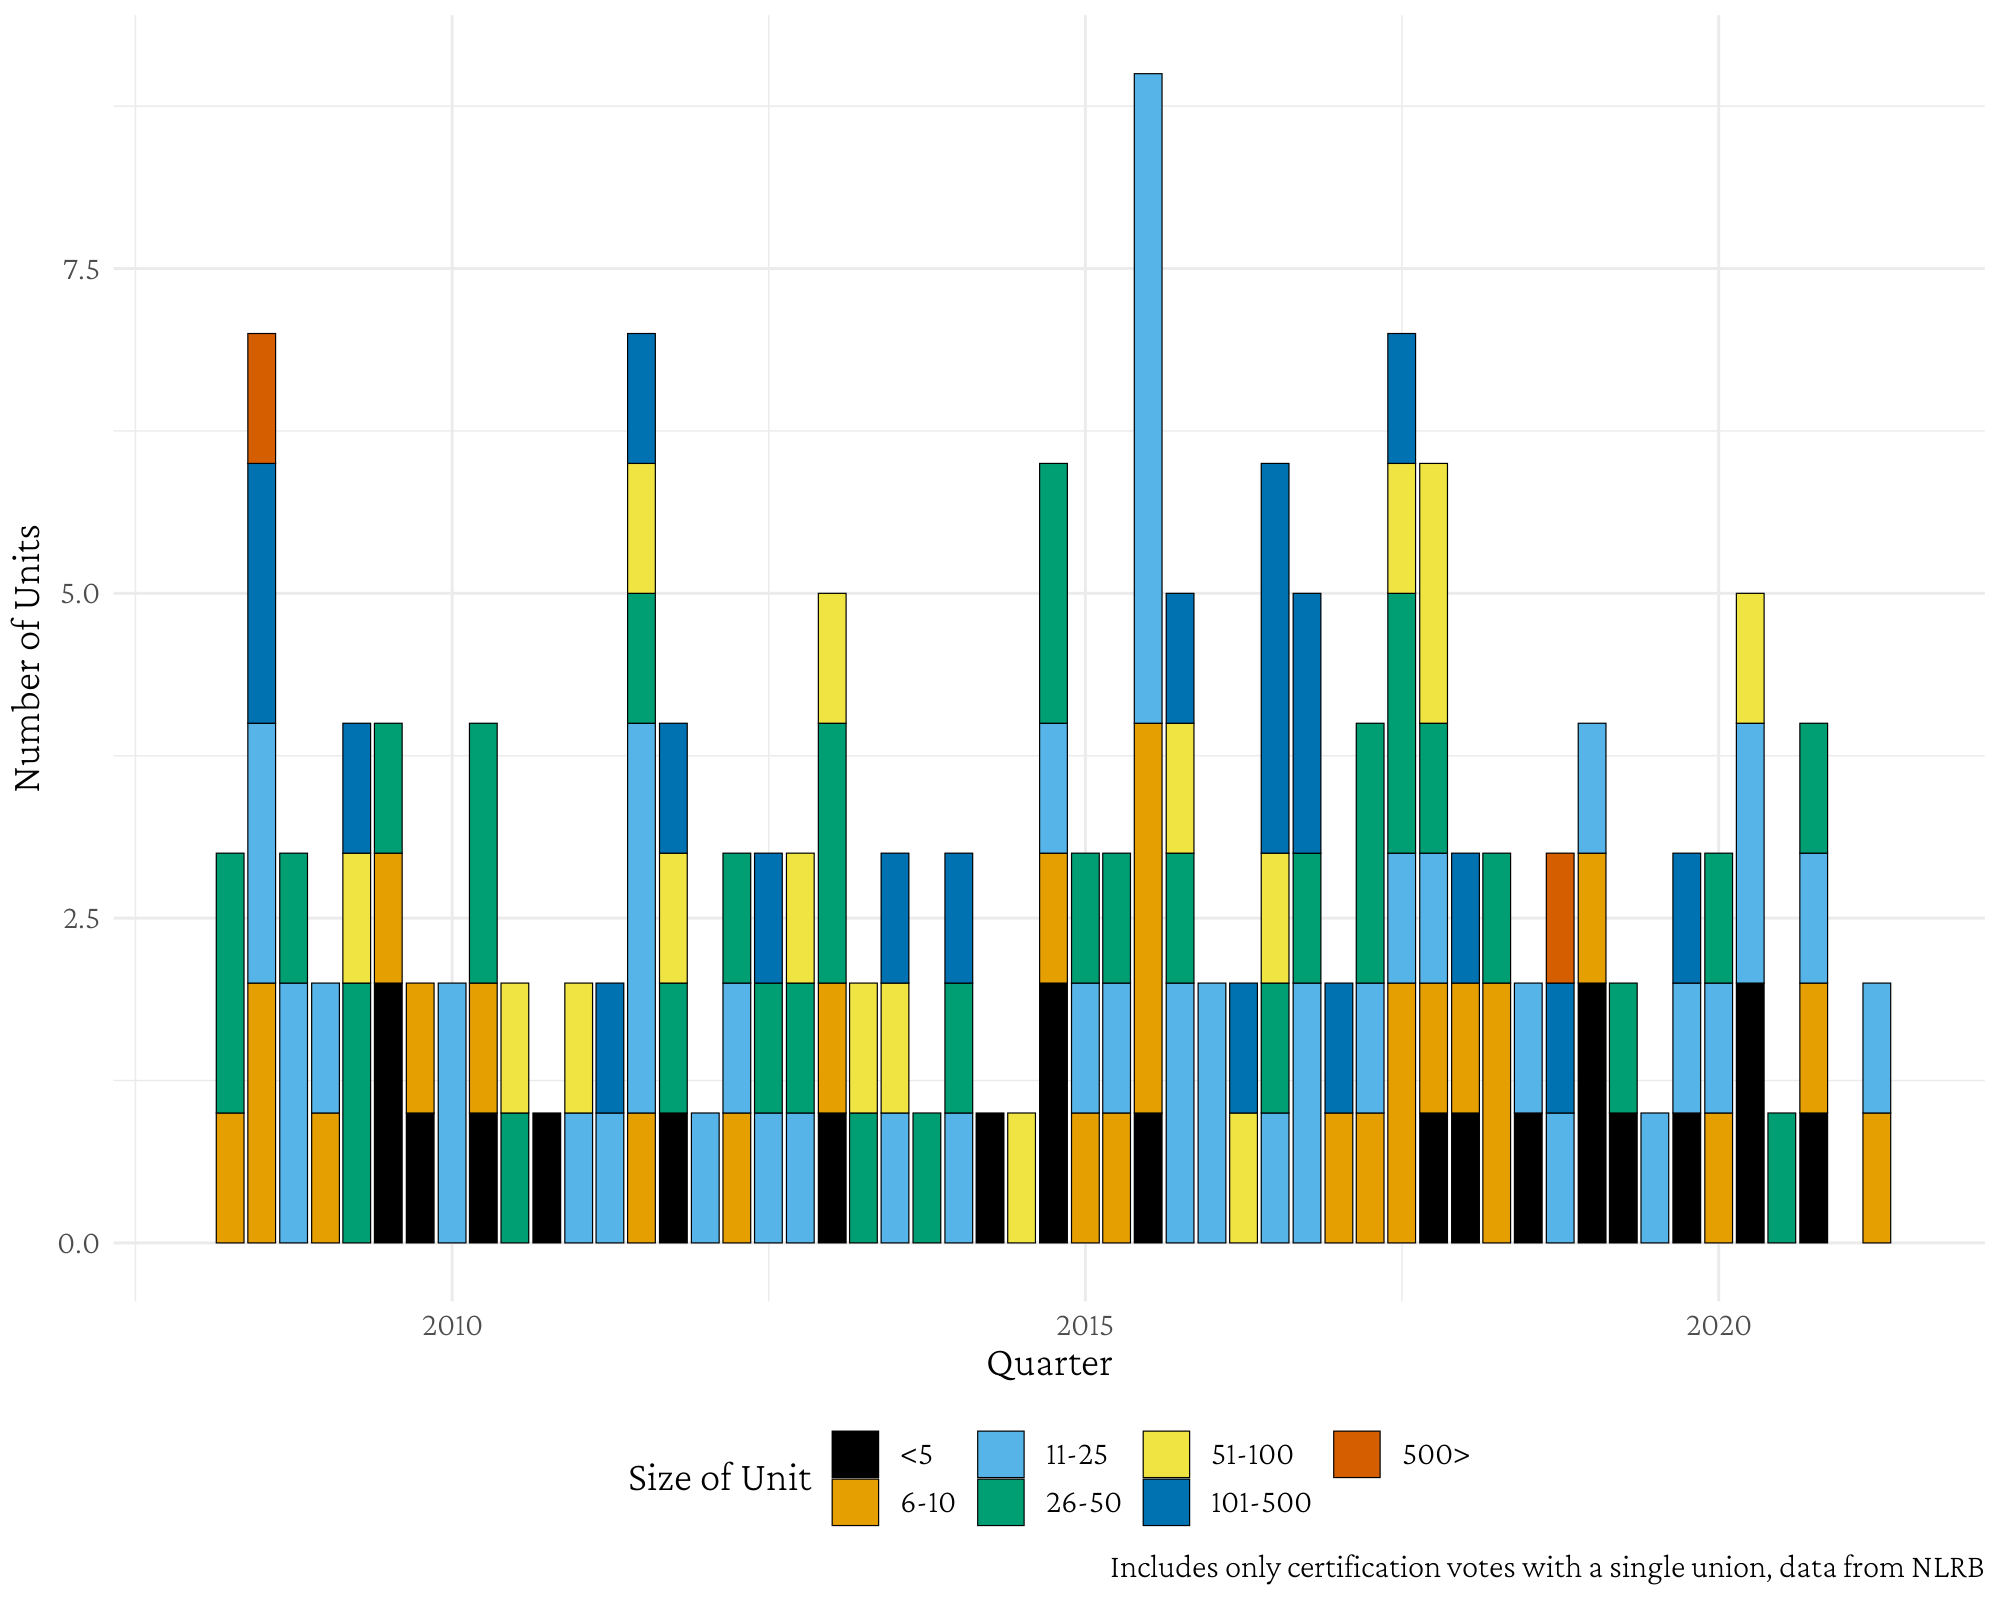 7.5
5.0
2.5
0.0
Number of Units
2010 2015 2020
Quarter
Size of Unit
<5 11-25 51-100 500>
6-10 26-50 101-500
Includes only certification votes with a single union, data from NLRB